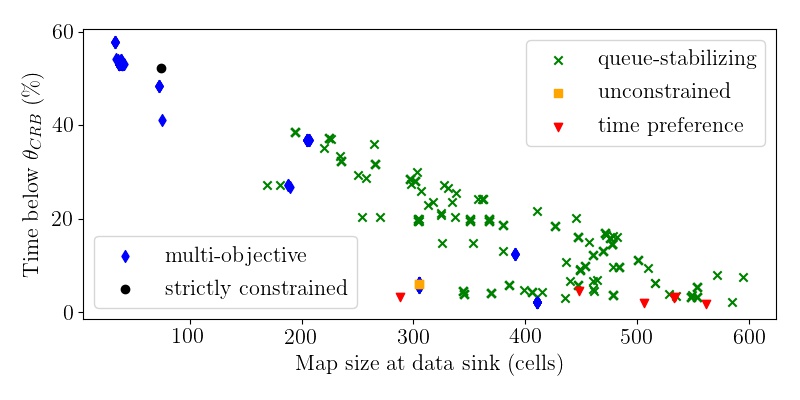 60
40
20
0
Time below θ_CRB (%)
queue-stabilizing
unconstrained
time preference
multi-objective
strictly constrained
100 200 300 400 500 600
Map size at data sink (cells)